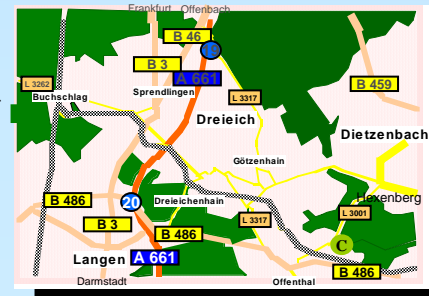 Frankfurt Offenbach
B 46
19
B 3
A 661
L 3262
Buchschlag
Sprendlingen
L 3317
B 459
Dreieich
Dietzenbach
Götzenhain
B 486
20
Dreieichenhain
Hexenberg
L 3001
B 3
B 486
L 3317
C
Langen A 661
B 486
Darmstadt
Offenthal